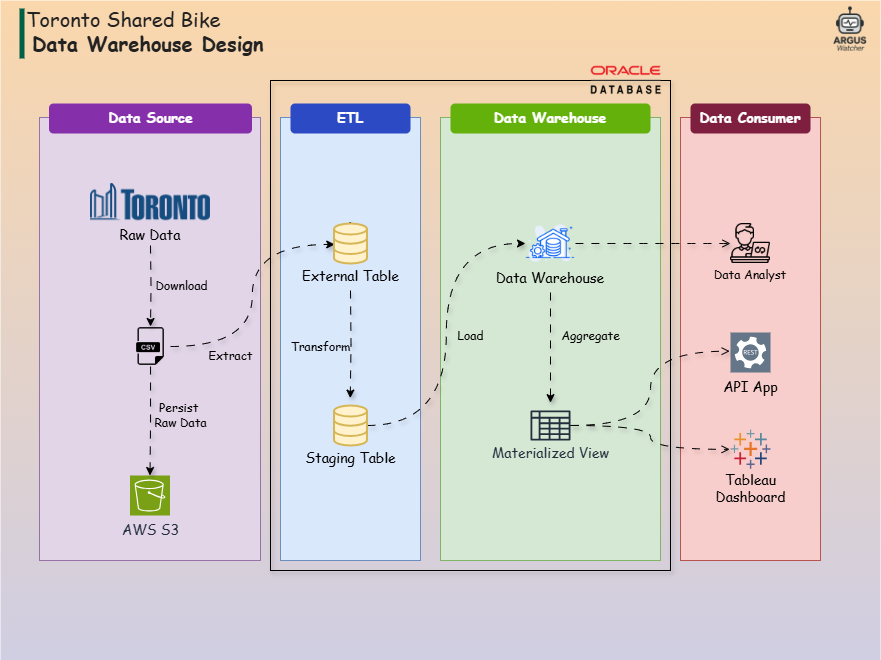 Toronto Shared Bike
Data Warehouse Design
ARGUS
Watcher
ORACLE
DATABASE
Data Source
ETL
Data Warehouse
Data Consumer
TORONTO
Raw Data
Download
CSV
Extract
Persist
Raw Data
AWS S3
External Table
Transform
Staging Table
Load
Data Warehouse
Aggregate
Materialized View
Data Analyst
REST
API App
Tableau
Dashboard